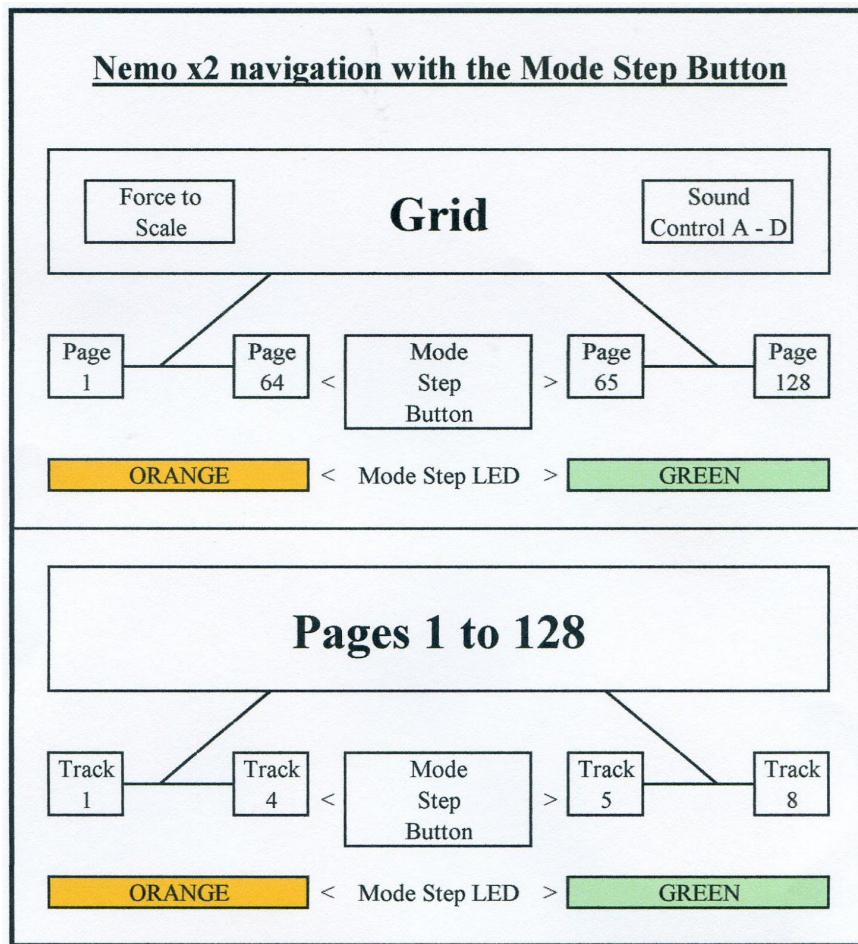 Nemo x2 navigation with the Mode Step Button
Force to
Scale
Grid
Sound
Control A - D
Page
1
Page
64
<
Mode
Step
Button
>
Page
65
Page
128
ORANGE
< Mode Step LED >
GREEN
Pages 1 to 128
Track
1
Track
4
<
Mode
Step
Button
>
Track
5
Track
8
ORANGE
< Mode Step LED >
GREEN